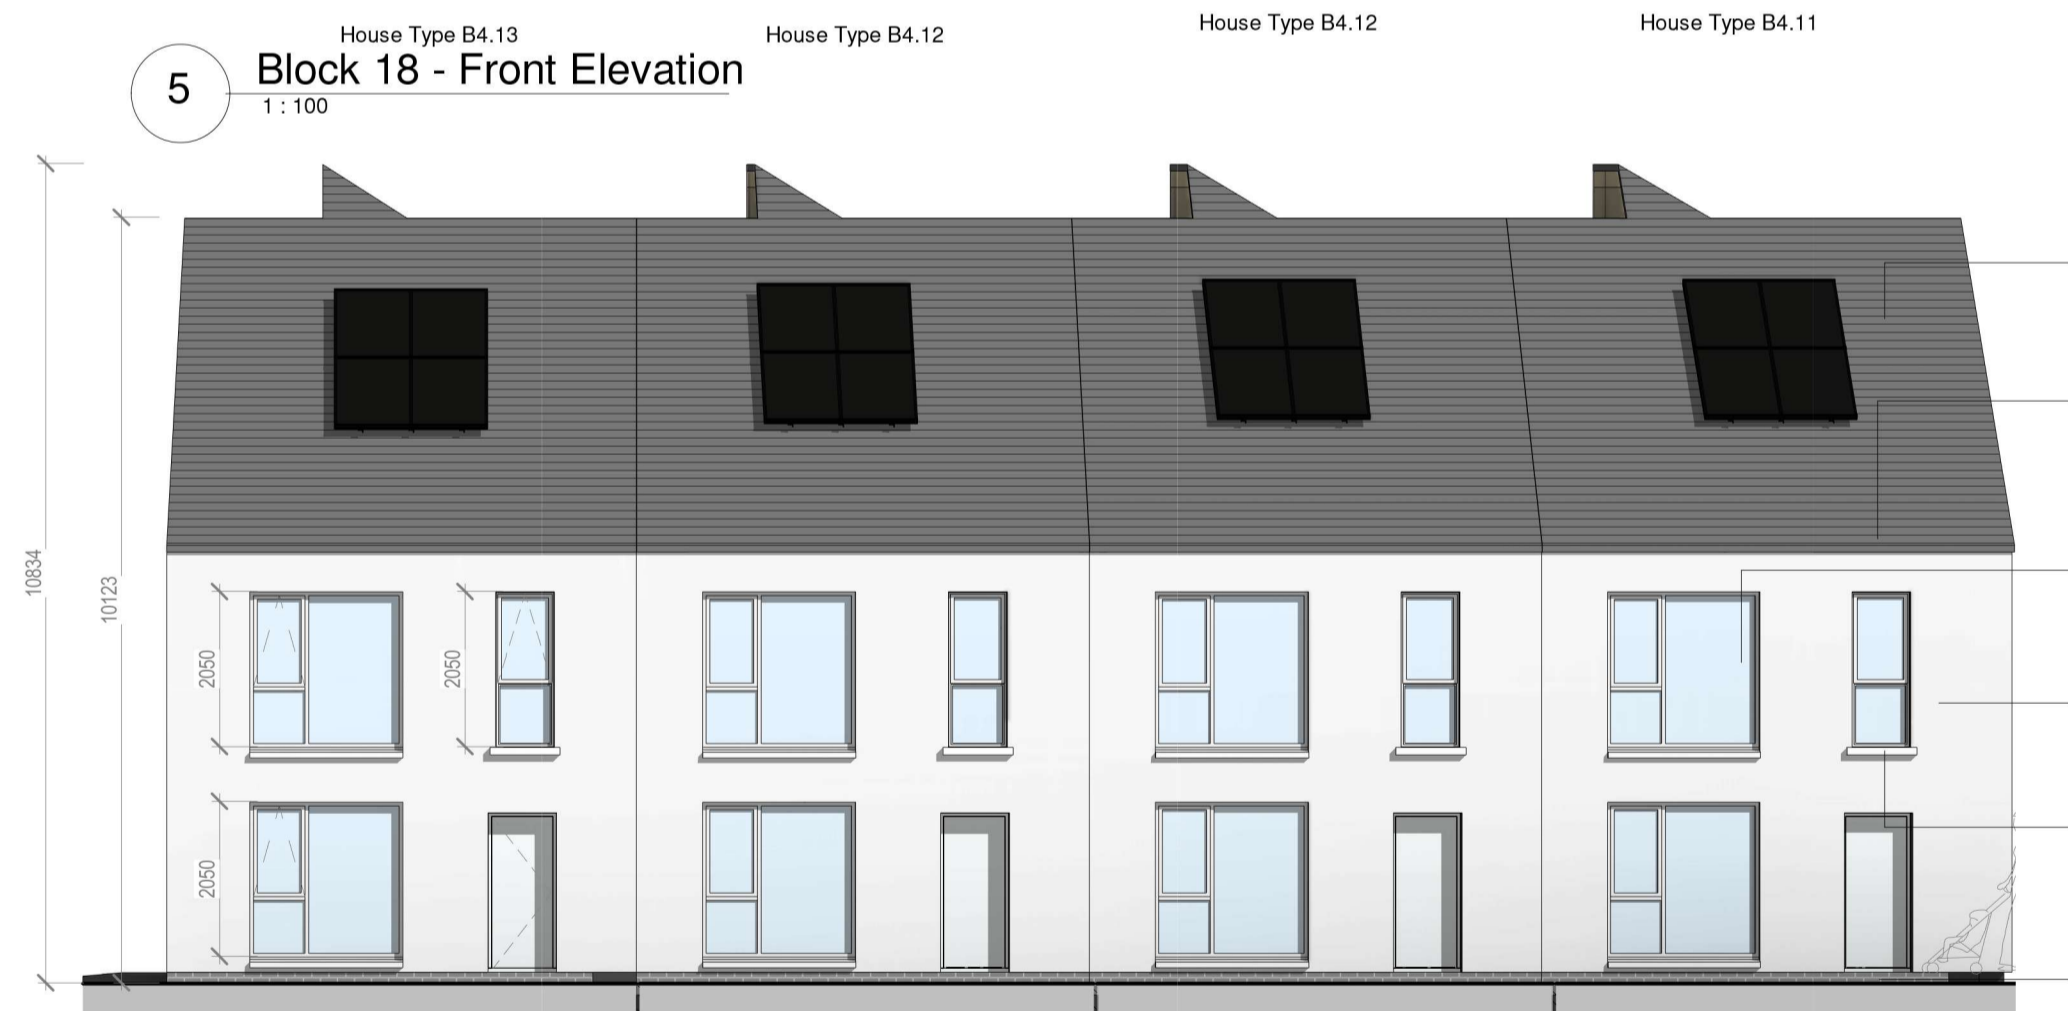 House Type B4.13
House Type B4.12
House Type B4.12
House Type B4.11
5
Block 18 - Front Elevation
1 : 100
10834
10123
2050
2050
2050